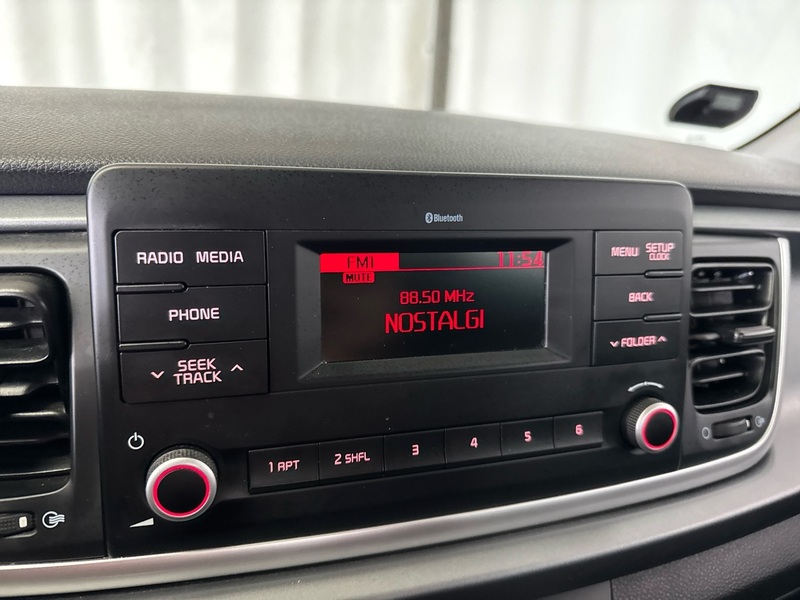 Bluetooth
RADIO MEDIA
PHONE
SEEK
TRACK
FM1 11:54
MUTE
88.50 MHz
NOSTALGI
MENU SETUP
CLOCK
BACK
FOLDER
1 APT 2 SHFL 3 4 5 6